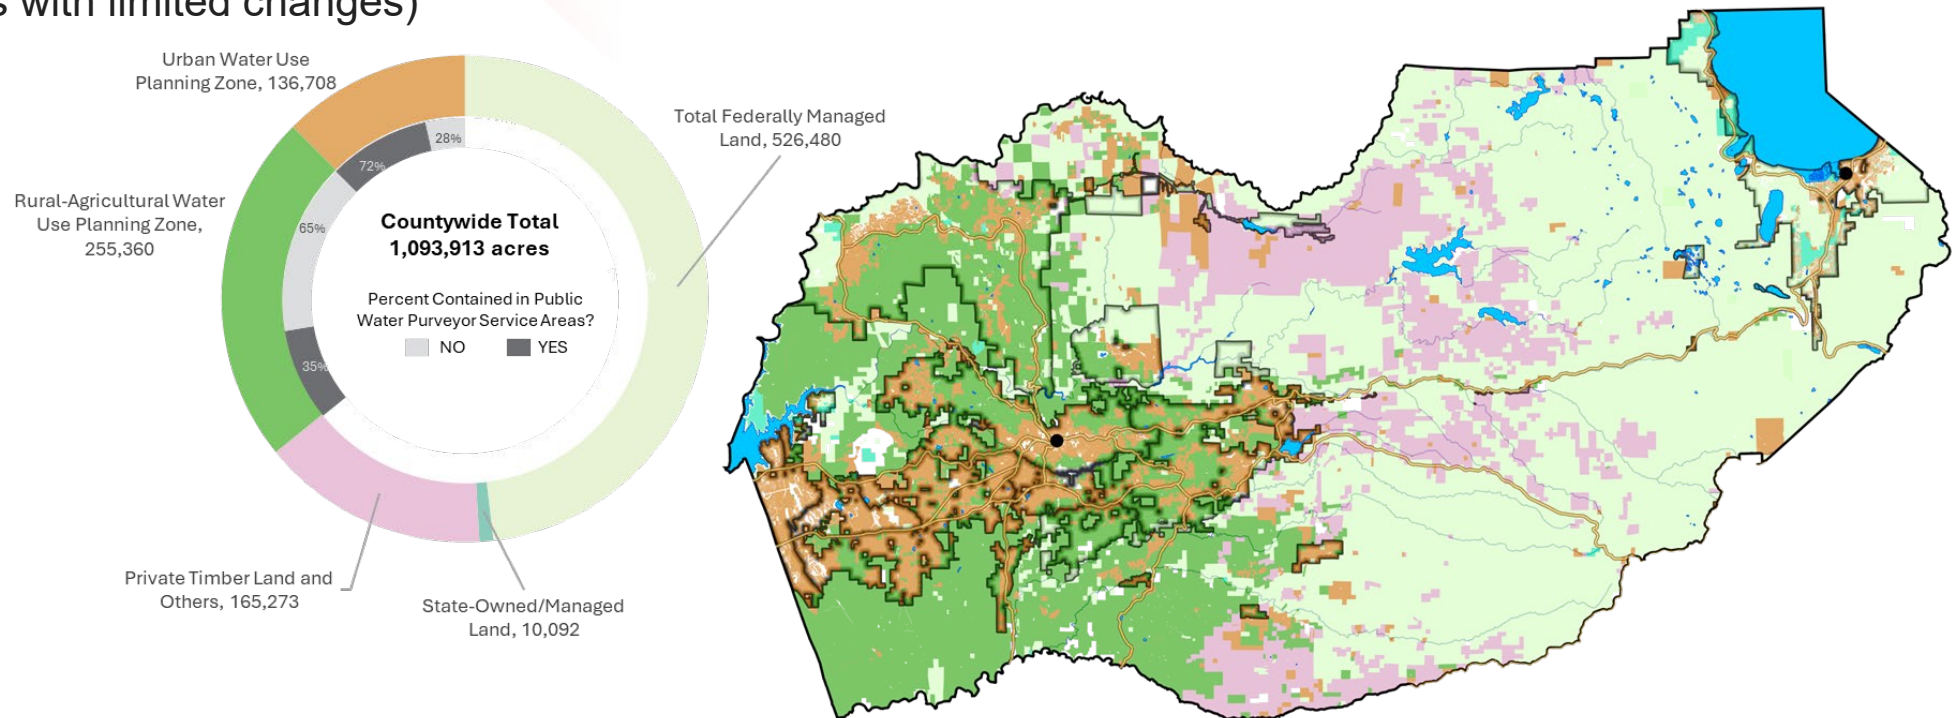 s with limited changes)
Urban Water Use
Planning Zone, 136,708
Total Federally Managed
Land, 526,480
28%
72%
Rural-Agricultural Water
Use Planning Zone,
255,360
65%
35%
Countywide Total
1,093,913 acres
Percent Contained in Public
Water Purveyor Service Areas?
NO
YES
Private Timber Land and
Others, 165,273
State-Owned/Managed
Land, 10,092